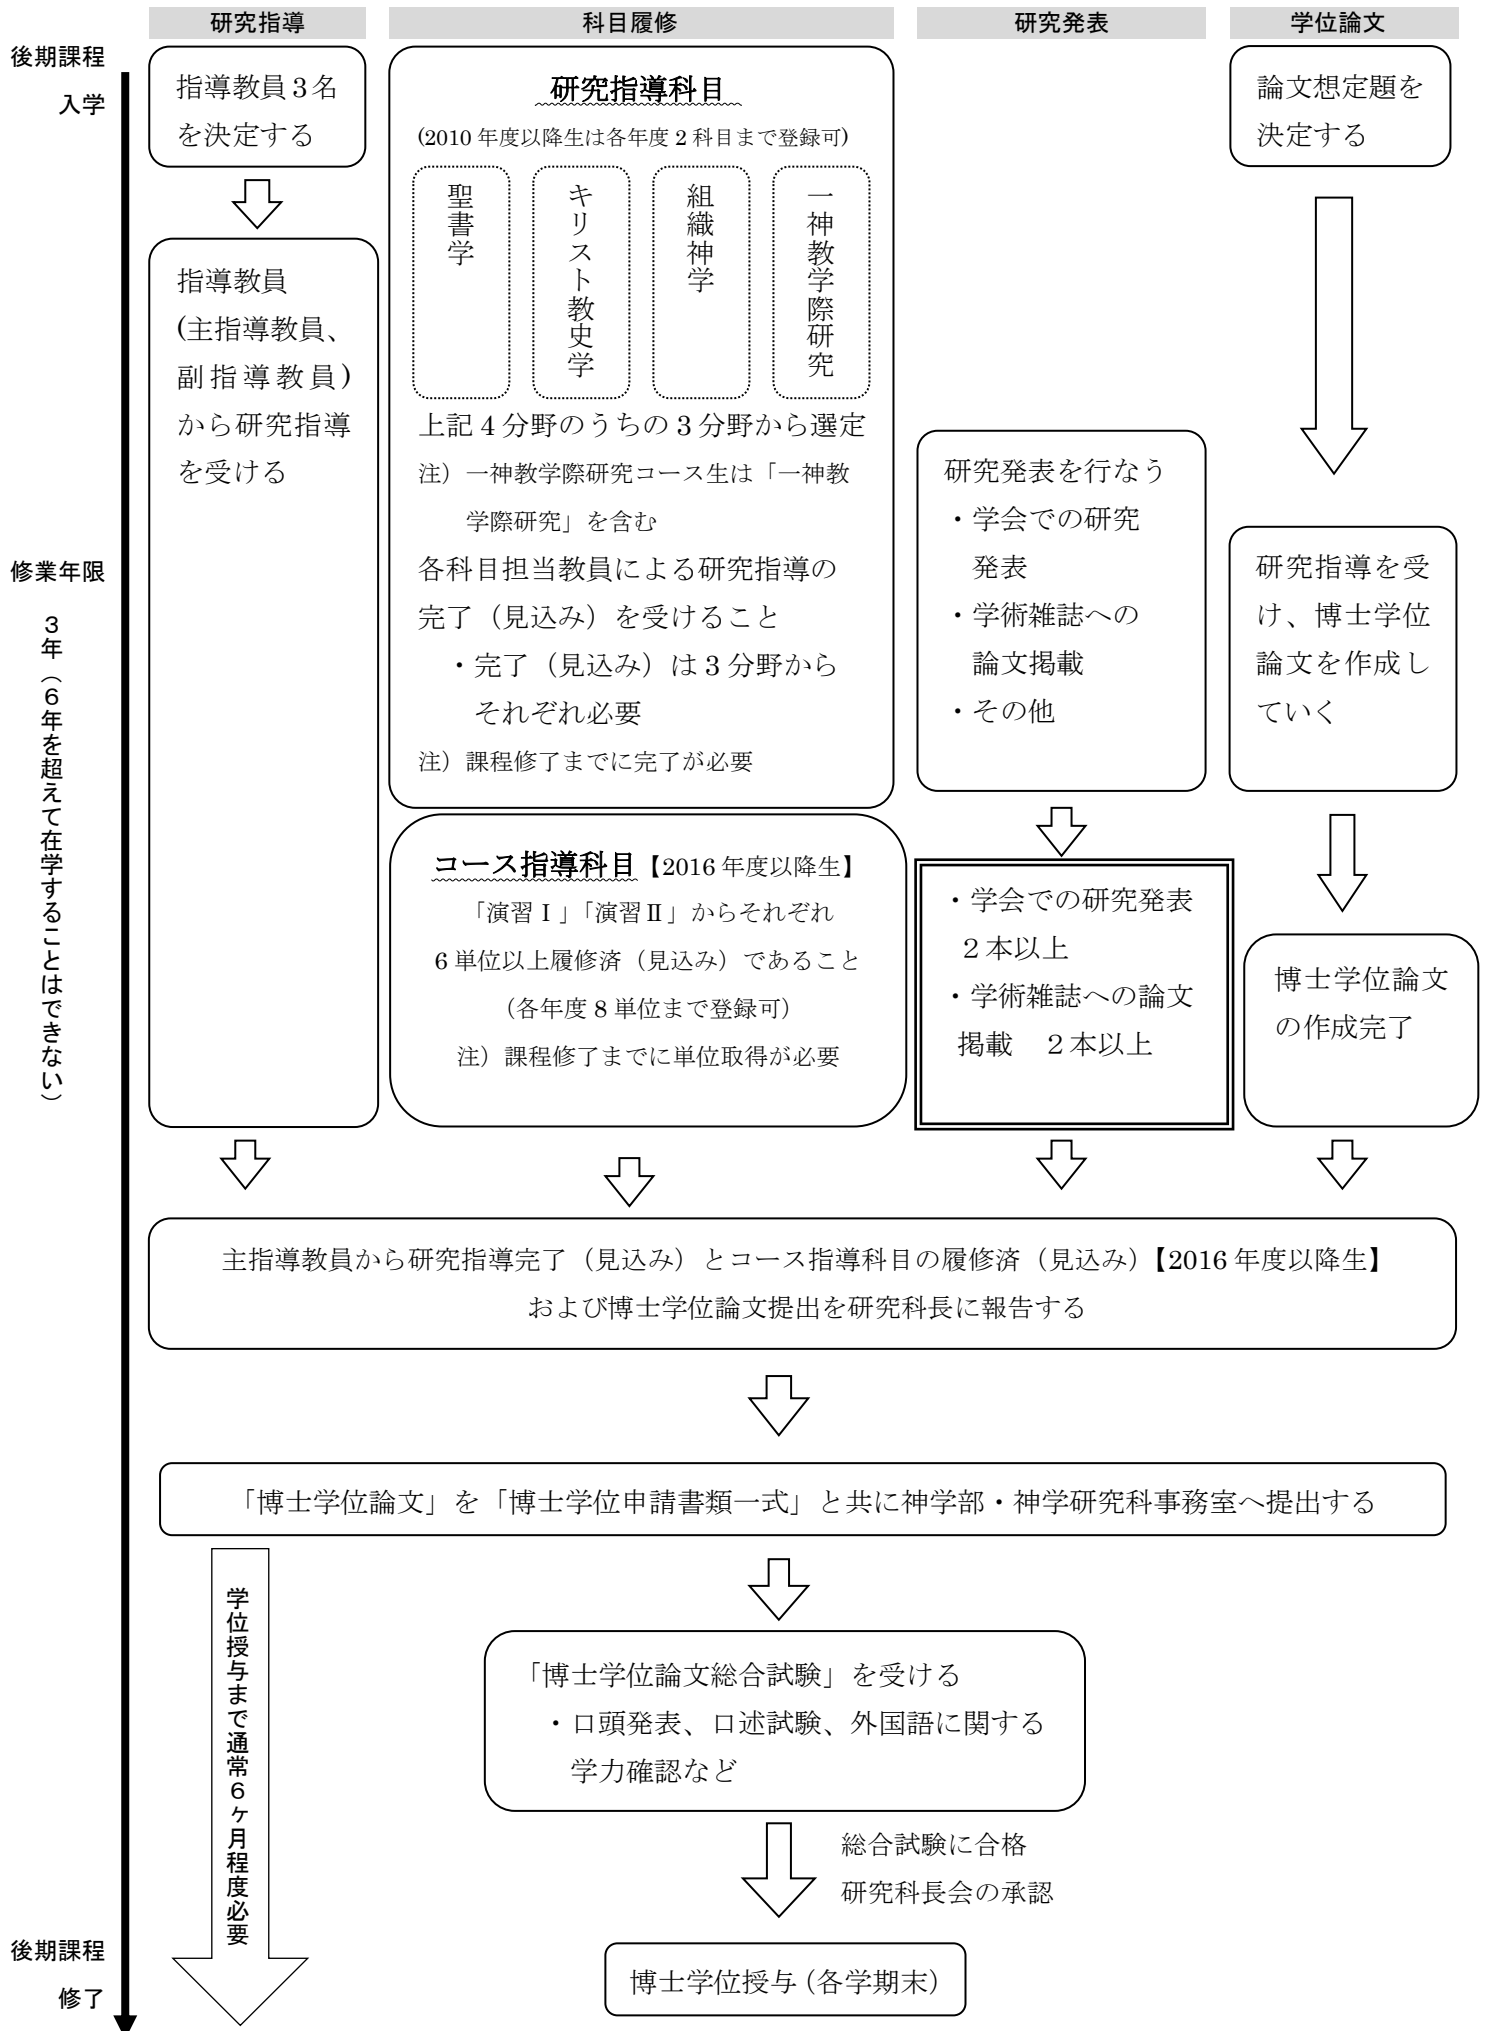 研究指導
科目履修
研究発表
学位論文
後期課程
入学
指導教員３名
を決定する
指導教員
(主指導教員、
副指導教員)
から研究指導
を受ける
研究指導科目
(2010 年度以降生は各年度 2 科目まで登録可)
聖書学
キリスト教史学
組織神学
一神教学際研究
上記 4 分野のうちの 3 分野から選定
注）一神教学際研究コース生は「一神教
学際研究」を含む
各科目担当教員による研究指導の
完了（見込み）を受けること
・完了（見込み）は 3 分野から
それぞれ必要
注）課程修了までに完了が必要
コース指導科目【2016 年度以降生】
「演習Ⅰ」「演習Ⅱ」からそれぞれ
6 単位以上履修済（見込み）であること
（各年度 8 単位まで登録可）
注）課程修了までに単位取得が必要
研究発表を行なう
・学会での研究
発表
・学術雑誌への
論文掲載
・その他
・学会での研究発表
２本以上
・学術雑誌への論文
掲載　２本以上
論文想定題を
決定する
研究指導を受
け、博士学位
論文を作成し
ていく
博士学位論文
の作成完了
修業年限
３年（６年を超えて在学することはできない）
主指導教員から研究指導完了（見込み）とコース指導科目の履修済（見込み）【2016 年度以降生】
および博士学位論文提出を研究科長に報告する
「博士学位論文」を「博士学位申請書類一式」と共に神学部・神学研究科事務室へ提出する
学位授与まで通常６ヶ月程度必要
「博士学位論文総合試験」を受ける
・口頭発表、口述試験、外国語に関する
学力確認など
総合試験に合格
研究科長会の承認
後期課程
修了
博士学位授与（各学期末）